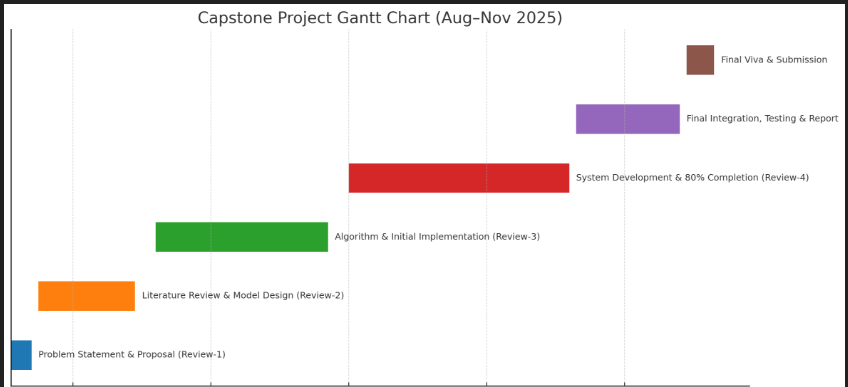 Capstone Project Gantt Chart (Aug–Nov 2025)
Final Viva & Submission
Final Integration, Testing & Report
System Development & 80% Completion (Review-4)
Algorithm & Initial Implementation (Review-3)
Literature Review & Model Design (Review-2)
Problem Statement & Proposal (Review-1)